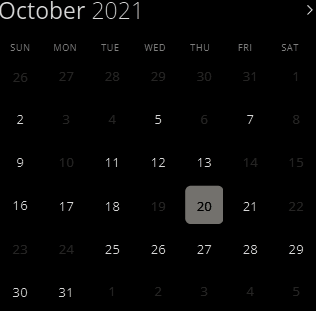 October 2021
SUN MON TUE WED THU FRI SAT
26 27 28 29 30 31 1
2 3 4 5 6 7 8
9 10 11 12 13 14 15
16 17 18 19 20 21 22
23 24 25 26 27 28 29
30 31 1 2 3 4 5